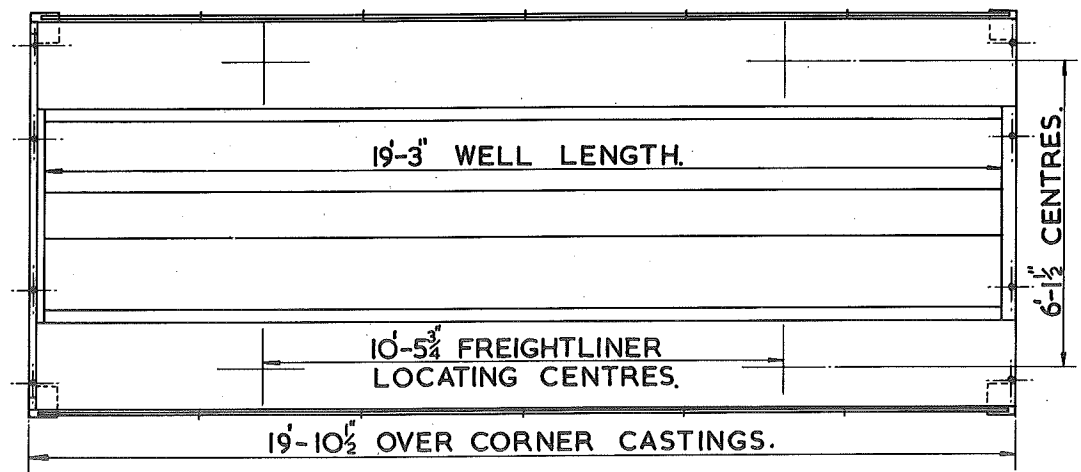 19'-3" WELL LENGTH.
6'-1½" CENTRES.
10'-5¾" FREIGHTLINER
LOCATING CENTRES.
19'-10½" OVER CORNER CASTINGS.